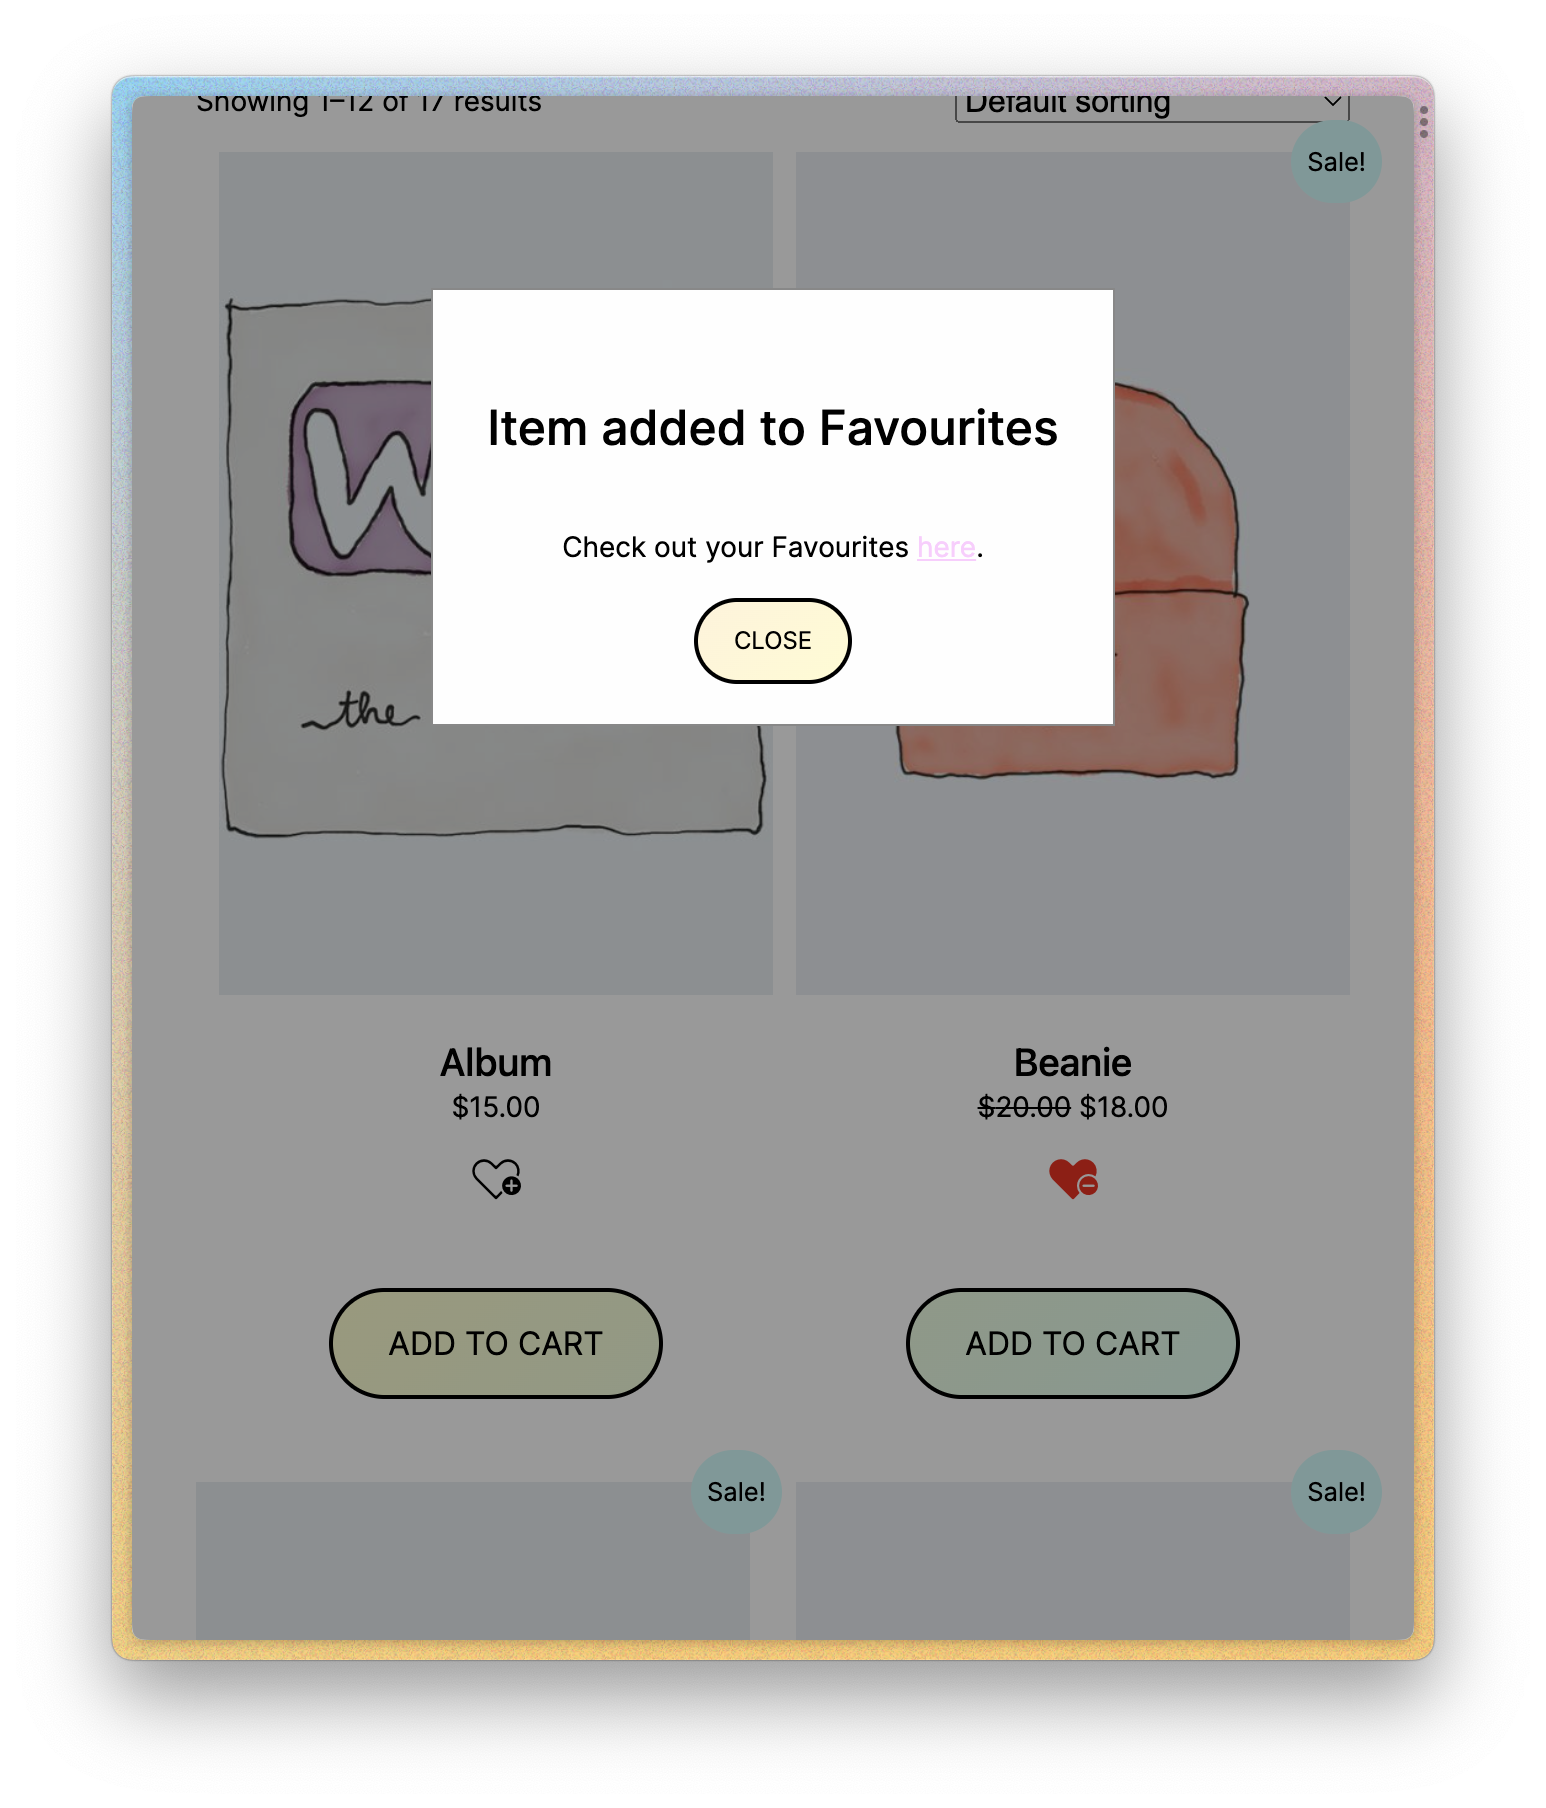 Showing 1–12 of 17 results
Default sorting
Sale!
W
the
Item added to Favourites
Check out your Favourites here.
CLOSE
Album
$15.00
Beanie
$20.00 $18.00
ADD TO CART
ADD TO CART
Sale!
Sale!